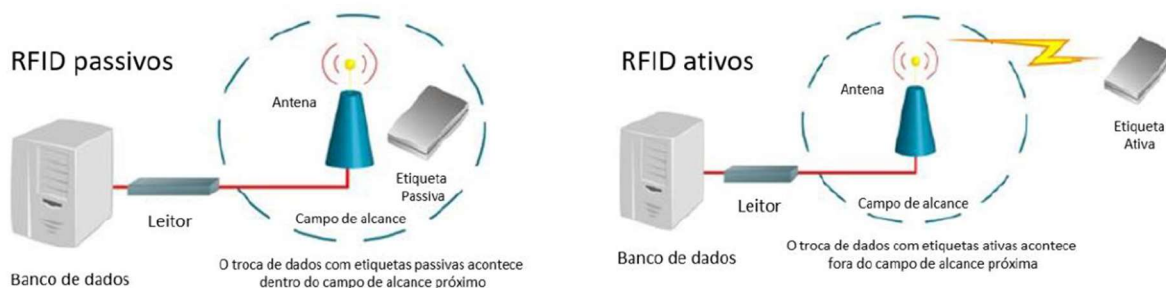 RFID passivos
Antena
Etiqueta
Passiva
Leitor
Campo de alcance
Banco de dados
O troca de dados com etiquetas passivas acontece
dentro do campo de alcance próximo
RFID ativos
Antena
Etiqueta
Ativa
Leitor
Campo de alcance
Banco de dados
O troca de dados com etiquetas ativas acontece
fora do campo de alcance próxima